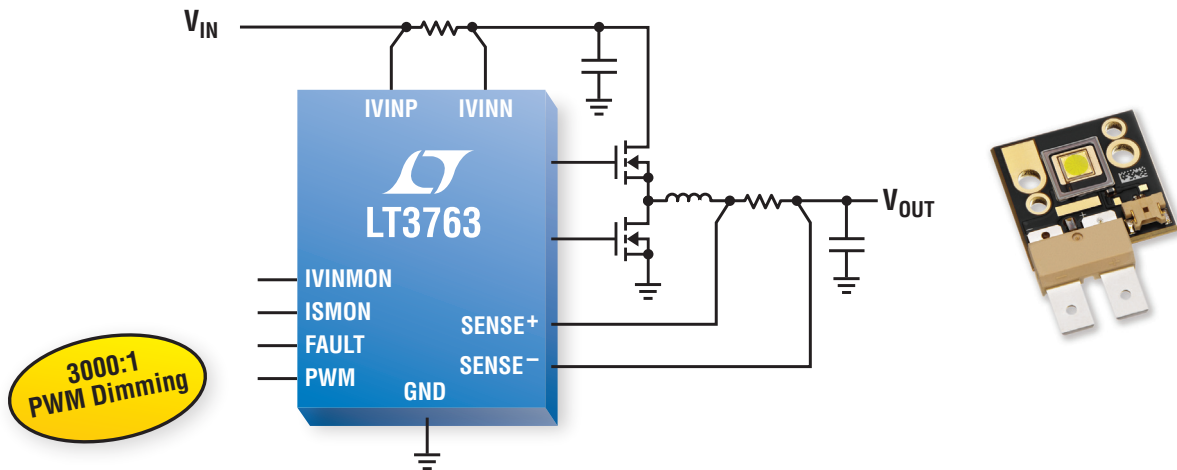 V_IN
IVINP IVINN
LT3763
V_OUT
IVINMON
ISMON
FAULT
PWM
SENSE+
SENSE−
GND
3000:1
PWM Dimming